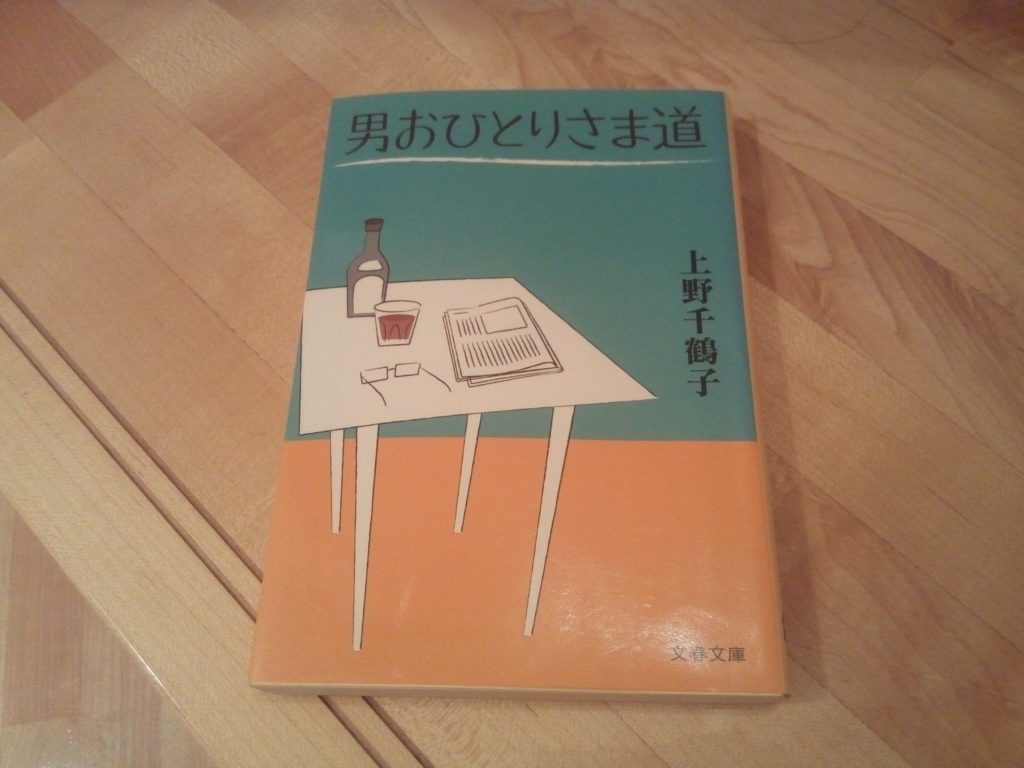 男おひとりさま道
上野千鶴子
文春文庫